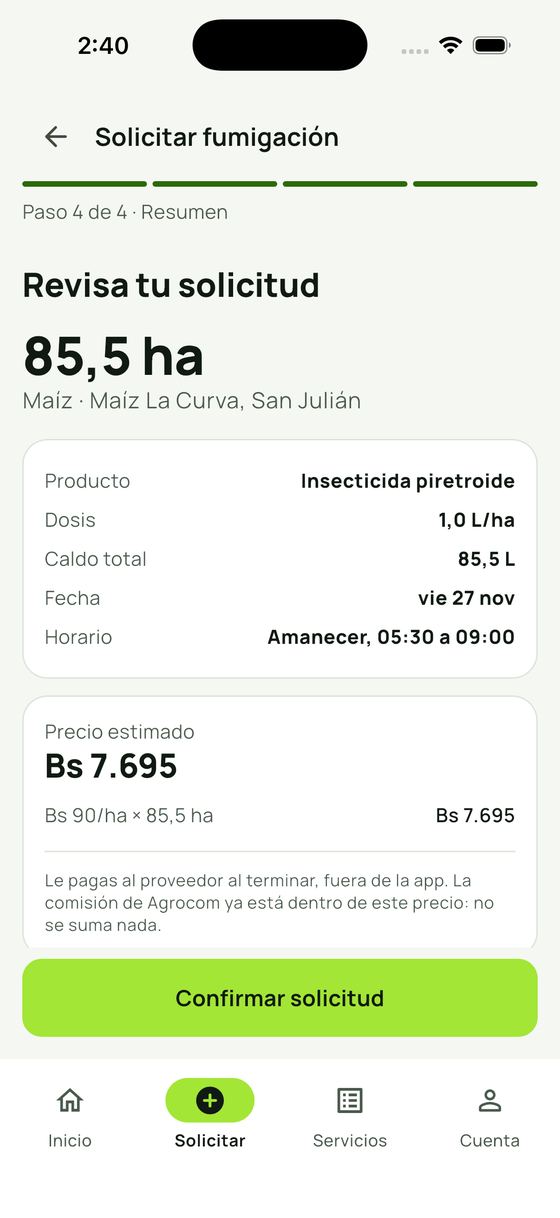 2:40
Solicitar fumigación
Paso 4 de 4 · Resumen
Revisa tu solicitud
85,5 ha
Maíz · Maíz La Curva, San Julián
Producto Insecticida piretroide
Dosis 1,0 L/ha
Caldo total 85,5 L
Fecha vie 27 nov
Horario Amanecer, 05:30 a 09:00
Precio estimado
Bs 7.695
Bs 90/ha × 85,5 ha Bs 7.695
Le pagas al proveedor al terminar, fuera de la app. La
comisión de Agrocom ya está dentro de este precio: no
se suma nada.
Confirmar solicitud
Inicio Solicitar Servicios Cuenta